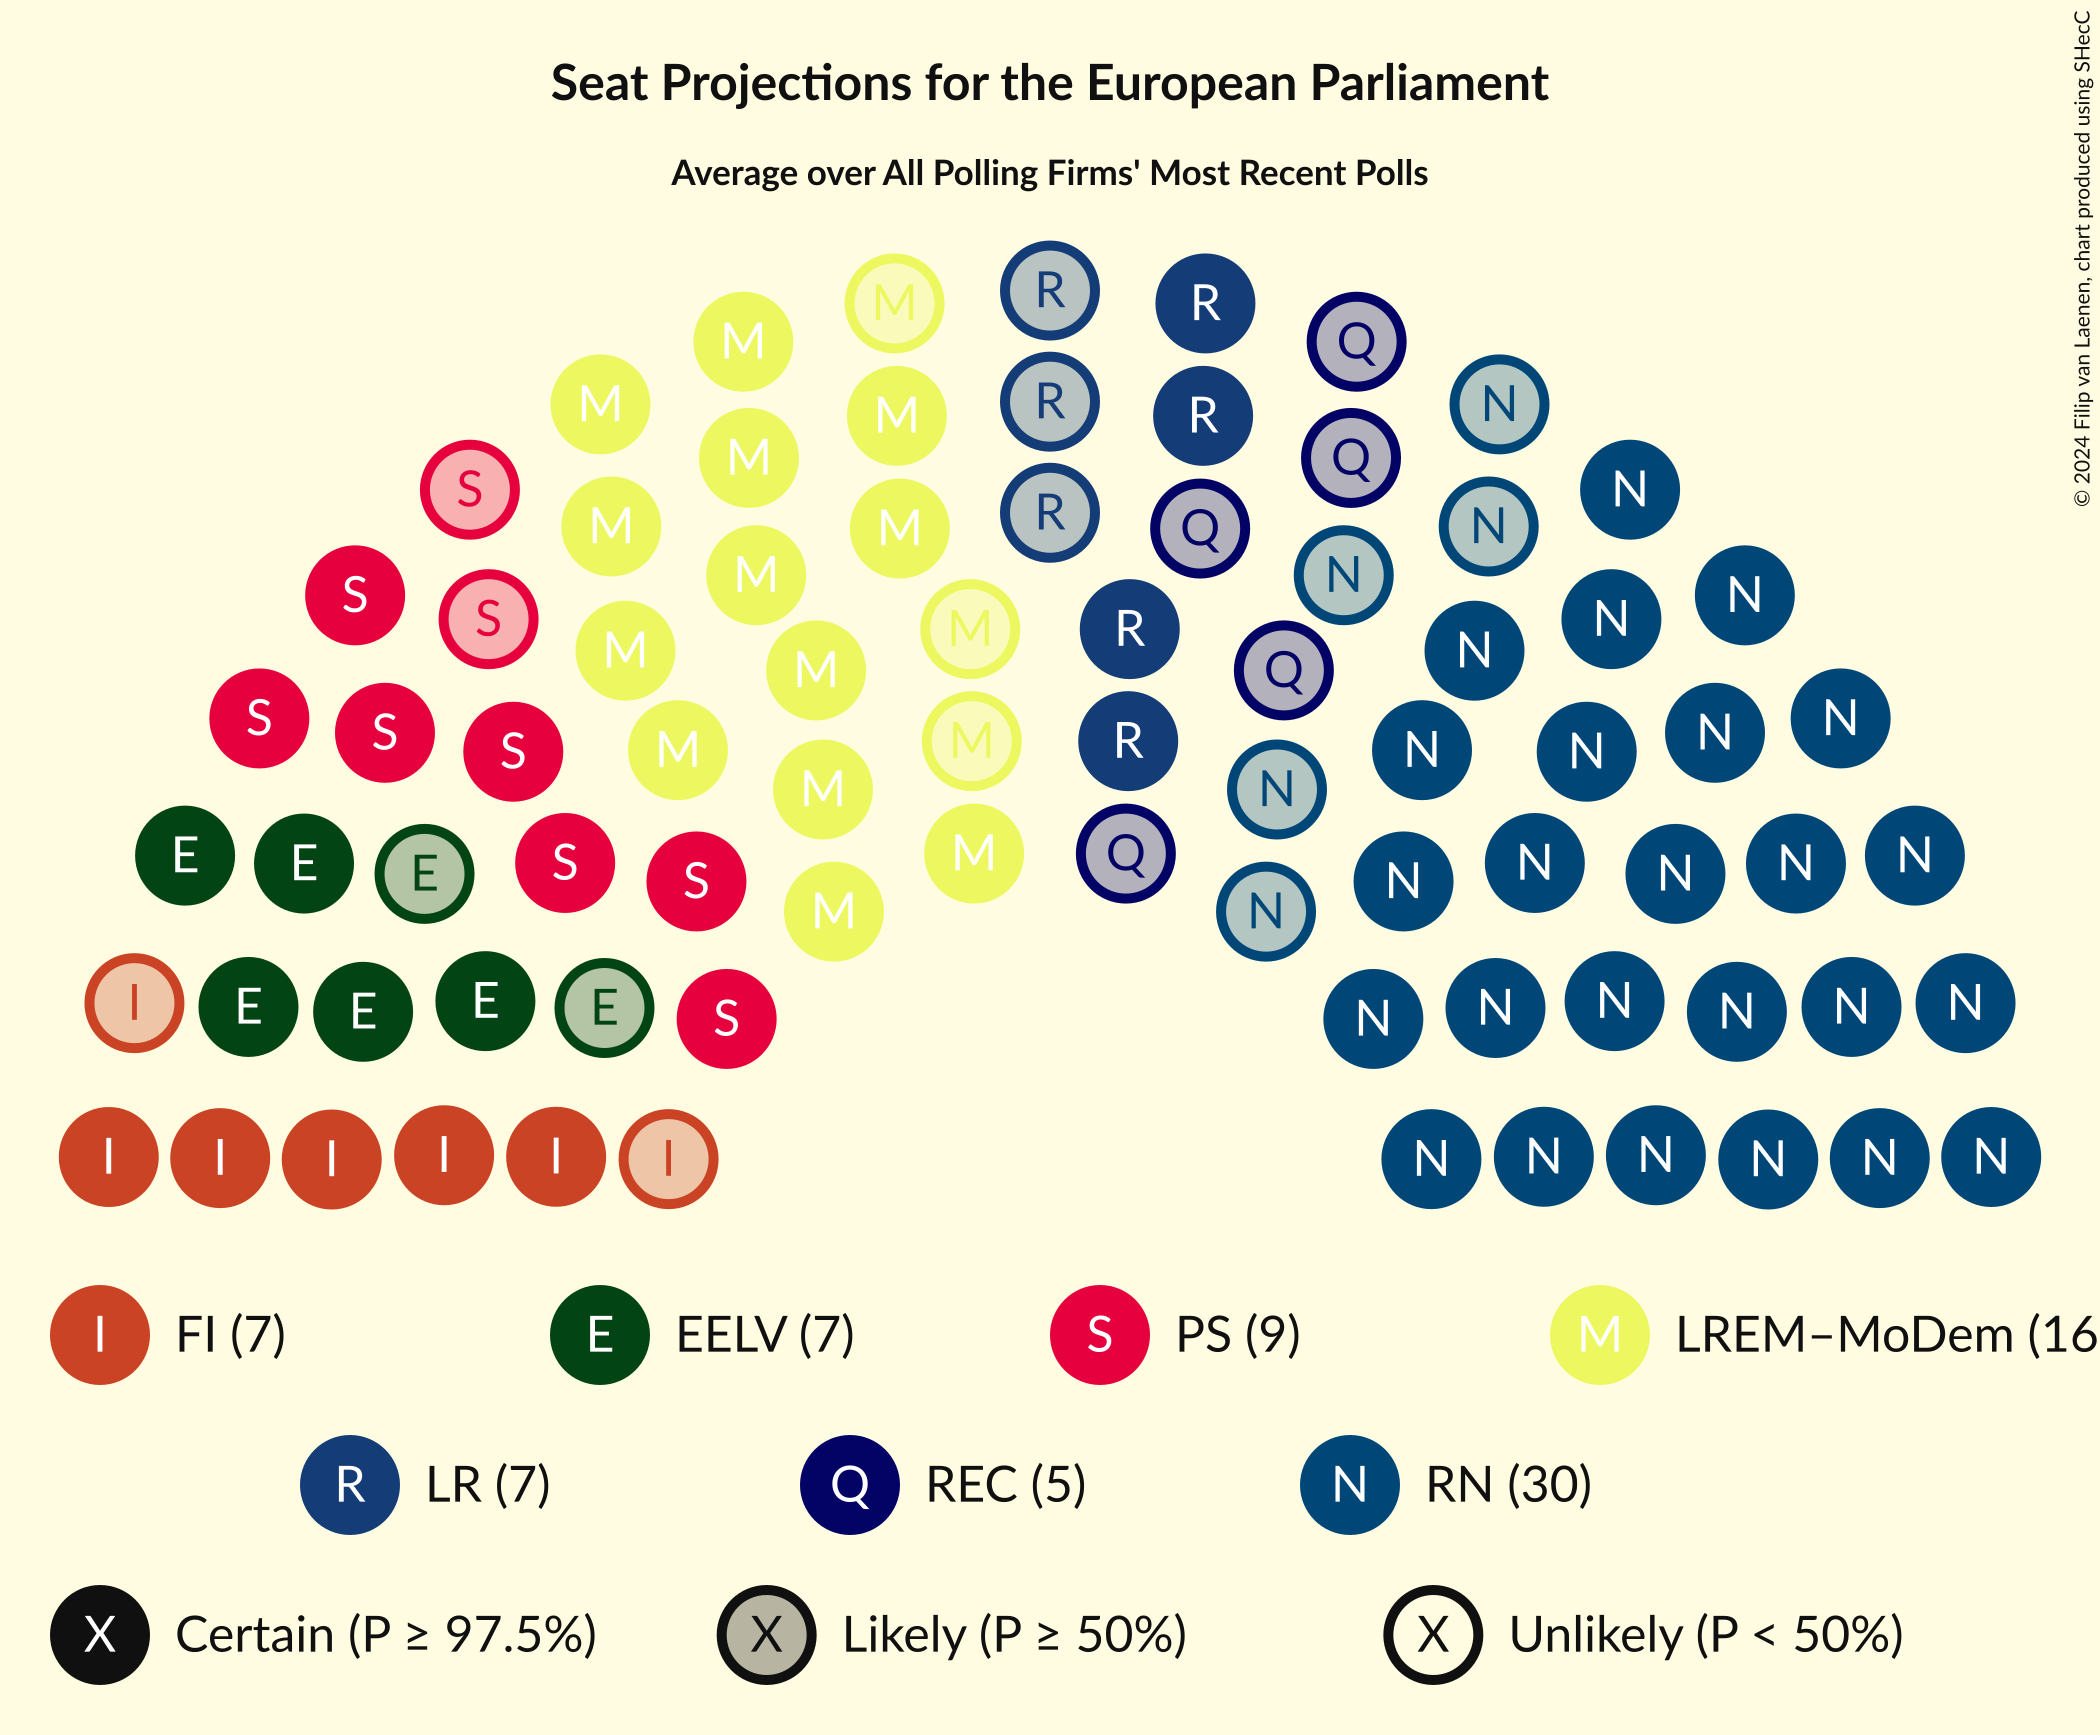 Seat Projections for the European Parliament
Average over All Polling Firms' Most Recent Polls
© 2024 Filip van Laenen, chart produced using SHecC
R
M R
M Q
M R N
M R
M Q
S N
R
M Q
M N
M N
S N
S N
M R
M N
M Q
S N
S N
M R
M N
S N
M N
Q
M
E N
E N
S N
E N
S N
M N
E N
I N
E N
E N
S N
I I I I I I N N N N N N
I FI (7) E EELV (7) S PS (9) M LREM–MoDem (16
R LR (7) Q REC (5) N RN (30)
X Certain (P ≥ 97.5%) X Likely (P ≥ 50%) X Unlikely (P < 50%)